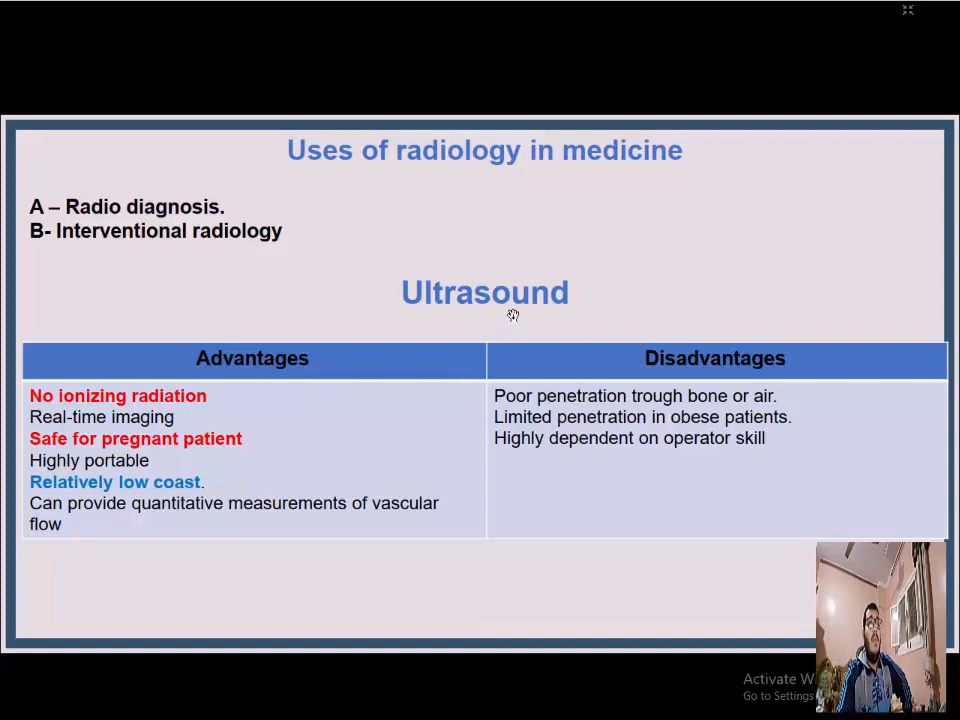 Uses of radiology in medicine
A – Radio diagnosis.
B- Interventional radiology
Ultrasound
Advantages
Disadvantages
No ionizing radiation
Real-time imaging
Safe for pregnant patient
Highly portable
Relatively low coast.
Can provide quantitative measurements of vascular
flow
Poor penetration trough bone or air.
Limited penetration in obese patients.
Highly dependent on operator skill
Activate W
Go to Settings